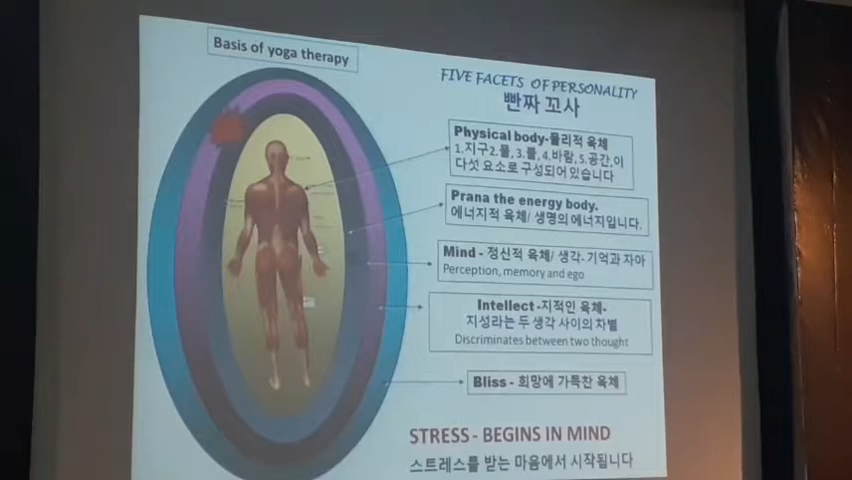 Basis of yoga therapy
FIVE FACETS OF PERSONALITY
빤짜 꼬사
Physical body-물리적 육체
1.지구2.물,3.불,4.바람,5.공간,이
다섯 요소로 구성되어 있습니다
Prana the energy body.
에너지적 육체/ 생명의 에너지입니다.
Mind - 정신적 육체/ 생각- 기억과 자아
Perception, memory and ego
Intellect -지적인 육체-
지성라는 두 생각 사이의 차별
Discriminates between two thought
Bliss - 희망에 가득찬 육체
STRESS - BEGINS IN MIND
스트레스를 받는 마음에서 시작됩니다